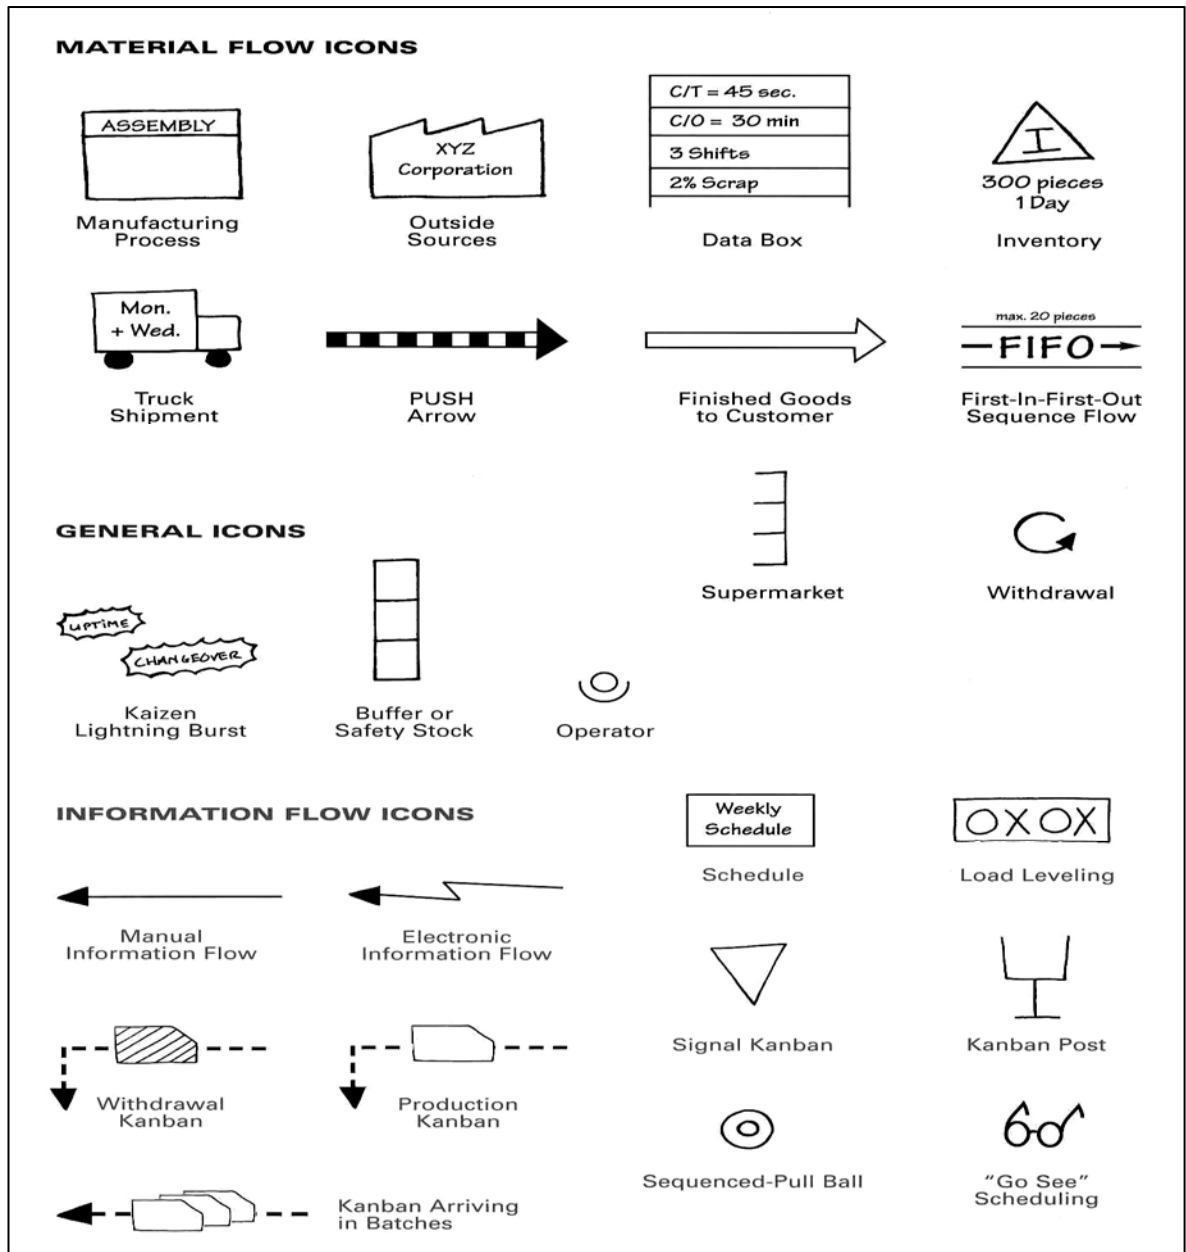 MATERIAL FLOW ICONS
ASSEMBLY
Manufacturing
Process
XYZ
Corporation
Outside
Sources
C/T = 45 sec.
C/O = 30 min
3 Shifts
2% Scrap
Data Box
I
300 pieces
1 Day
Inventory
Mon.
+ Wed.
Truck
Shipment
PUSH
Arrow
Finished Goods
to Customer
max. 20 pieces
FIFO
First-In-First-Out
Sequence Flow
Supermarket
Withdrawal
GENERAL ICONS
UPTIME
CHANGEOVER
Kaizen
Lightning Burst
Buffer or
Safety Stock
Operator
INFORMATION FLOW ICONS
Manual
Information Flow
Electronic
Information Flow
Weekly
Schedule
Schedule
OXOX
Load Leveling
Signal Kanban
Kanban Post
Withdrawal
Kanban
Production
Kanban
Sequenced-Pull Ball
"Go See"
Scheduling
Kanban Arriving
in Batches